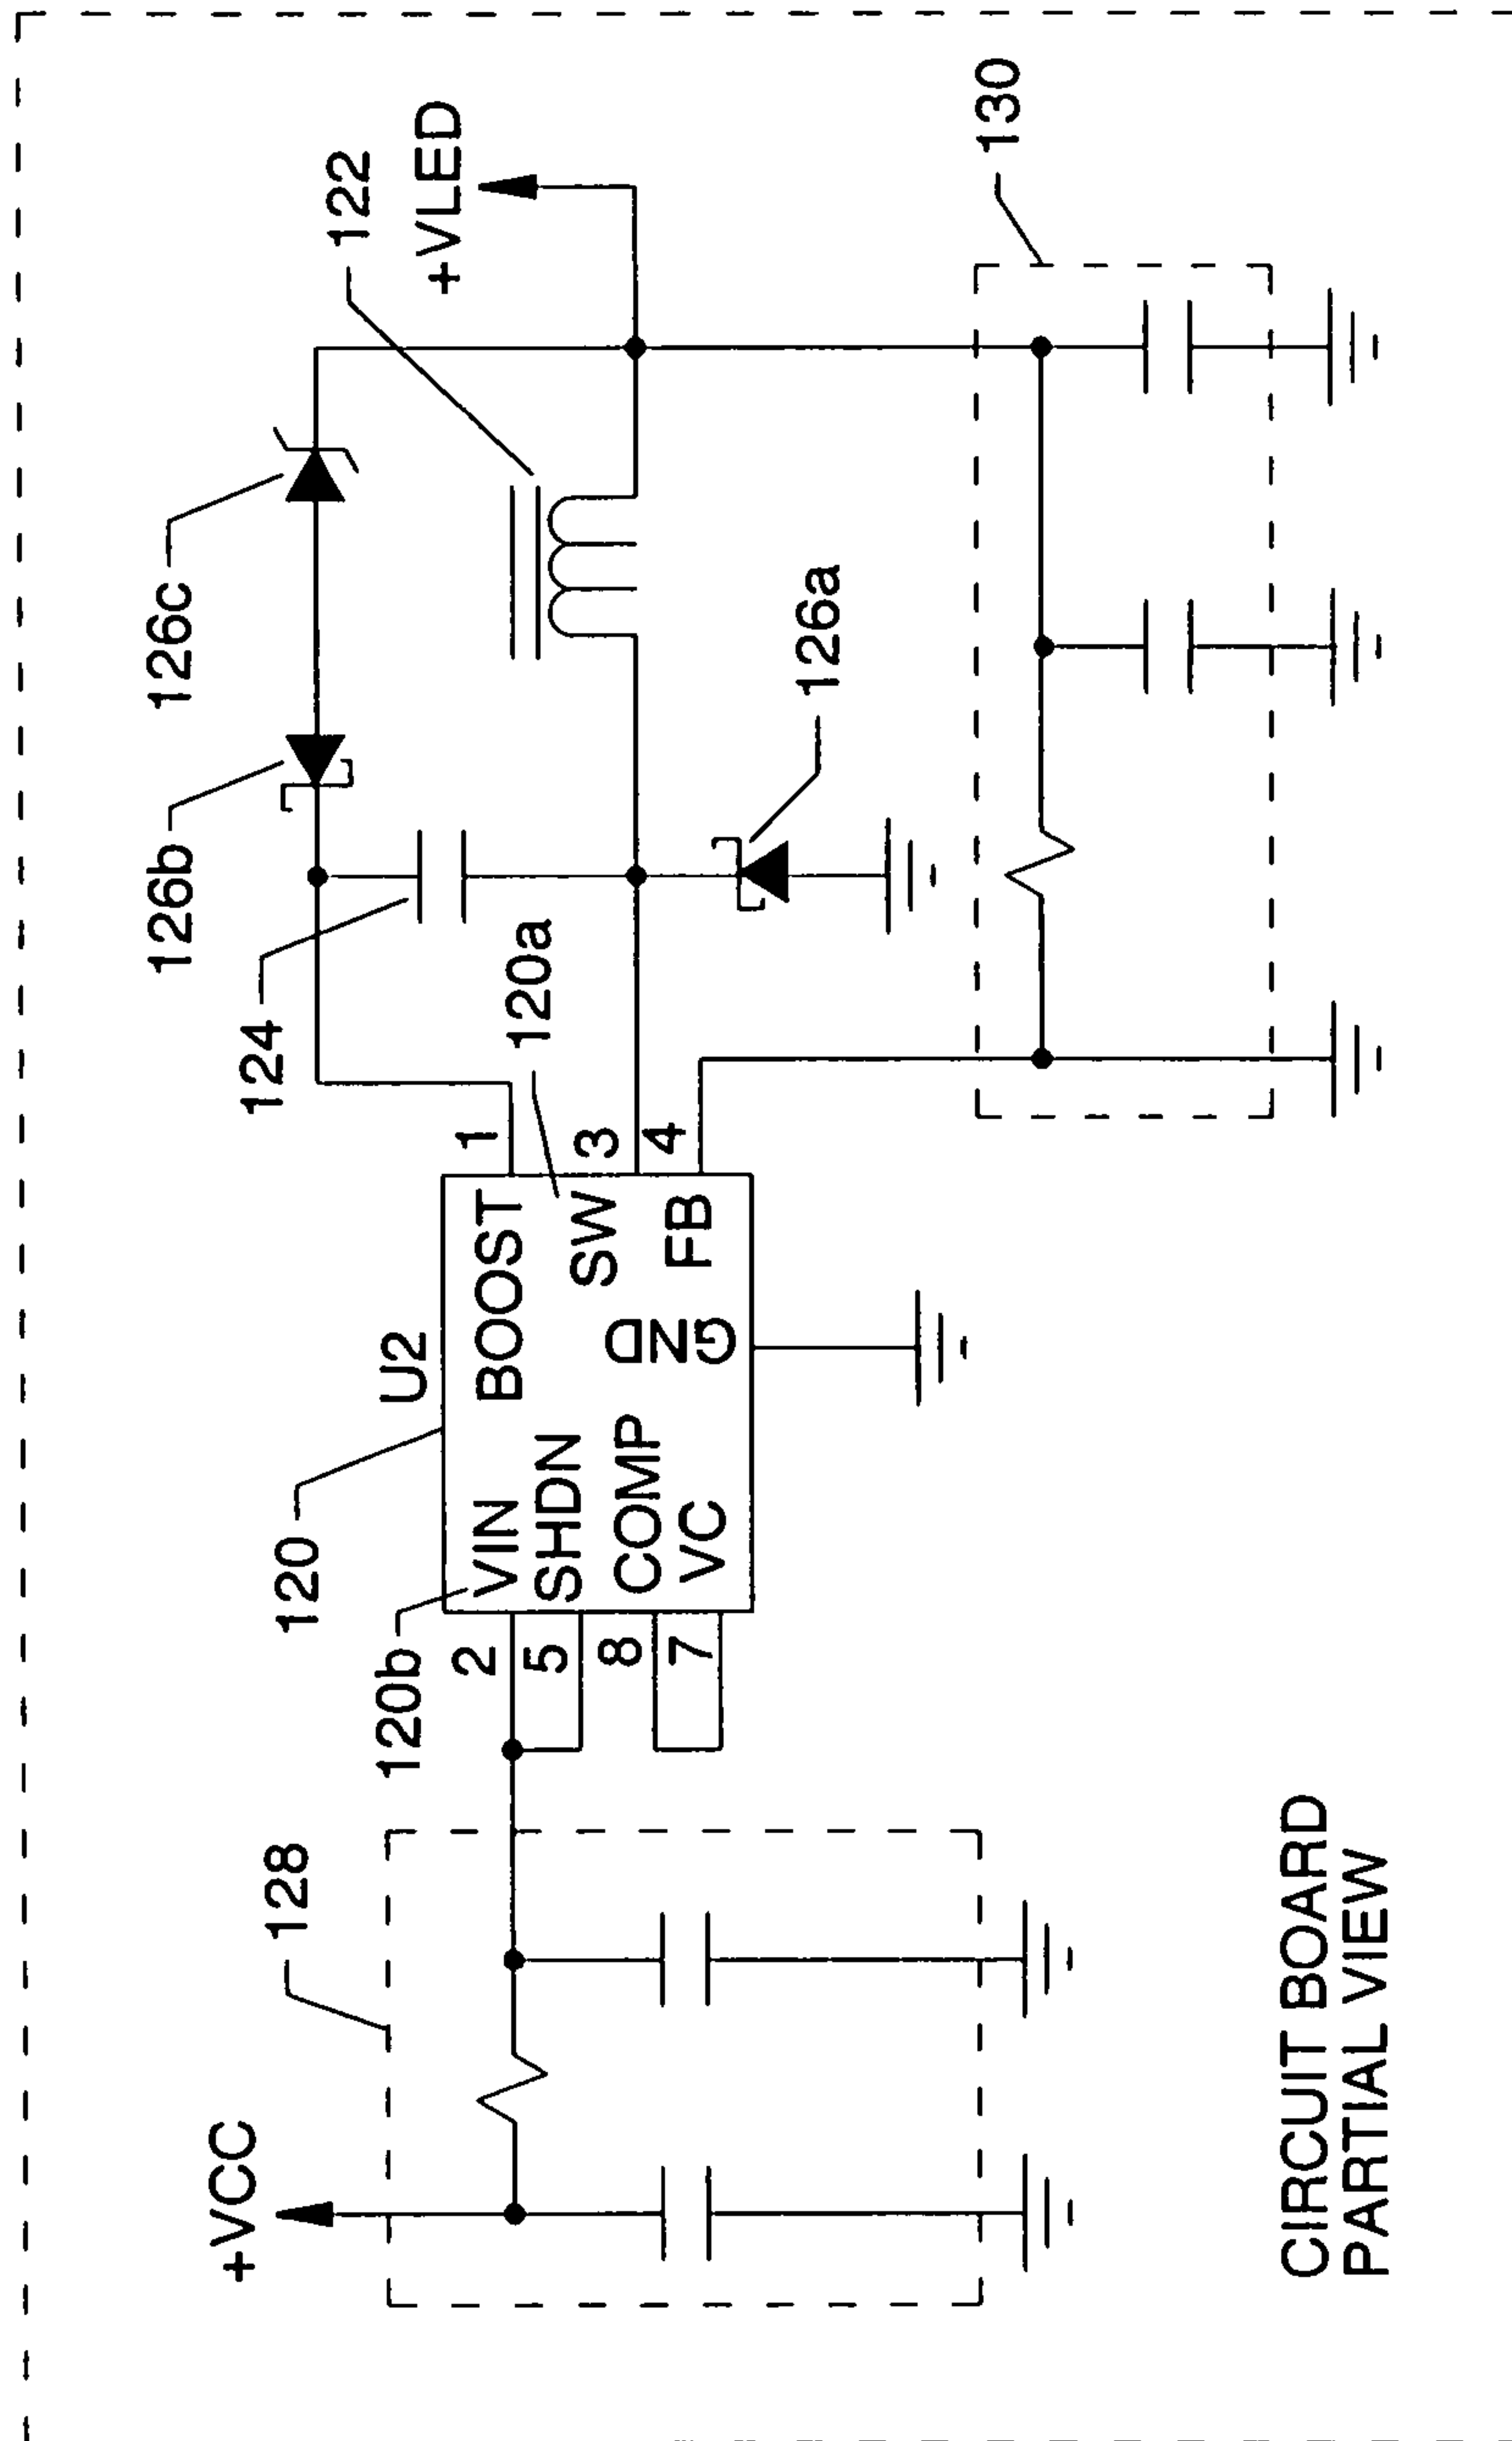 +VCC
128
120b
2
5
8
7
120
U2
VIN
SHDN
COMP
VC
BOOST
SW
FB
GND
1
3
4
120a
124
126b
126c
126a
122
+VLED
130
CIRCUIT BOARD
PARTIAL VIEW